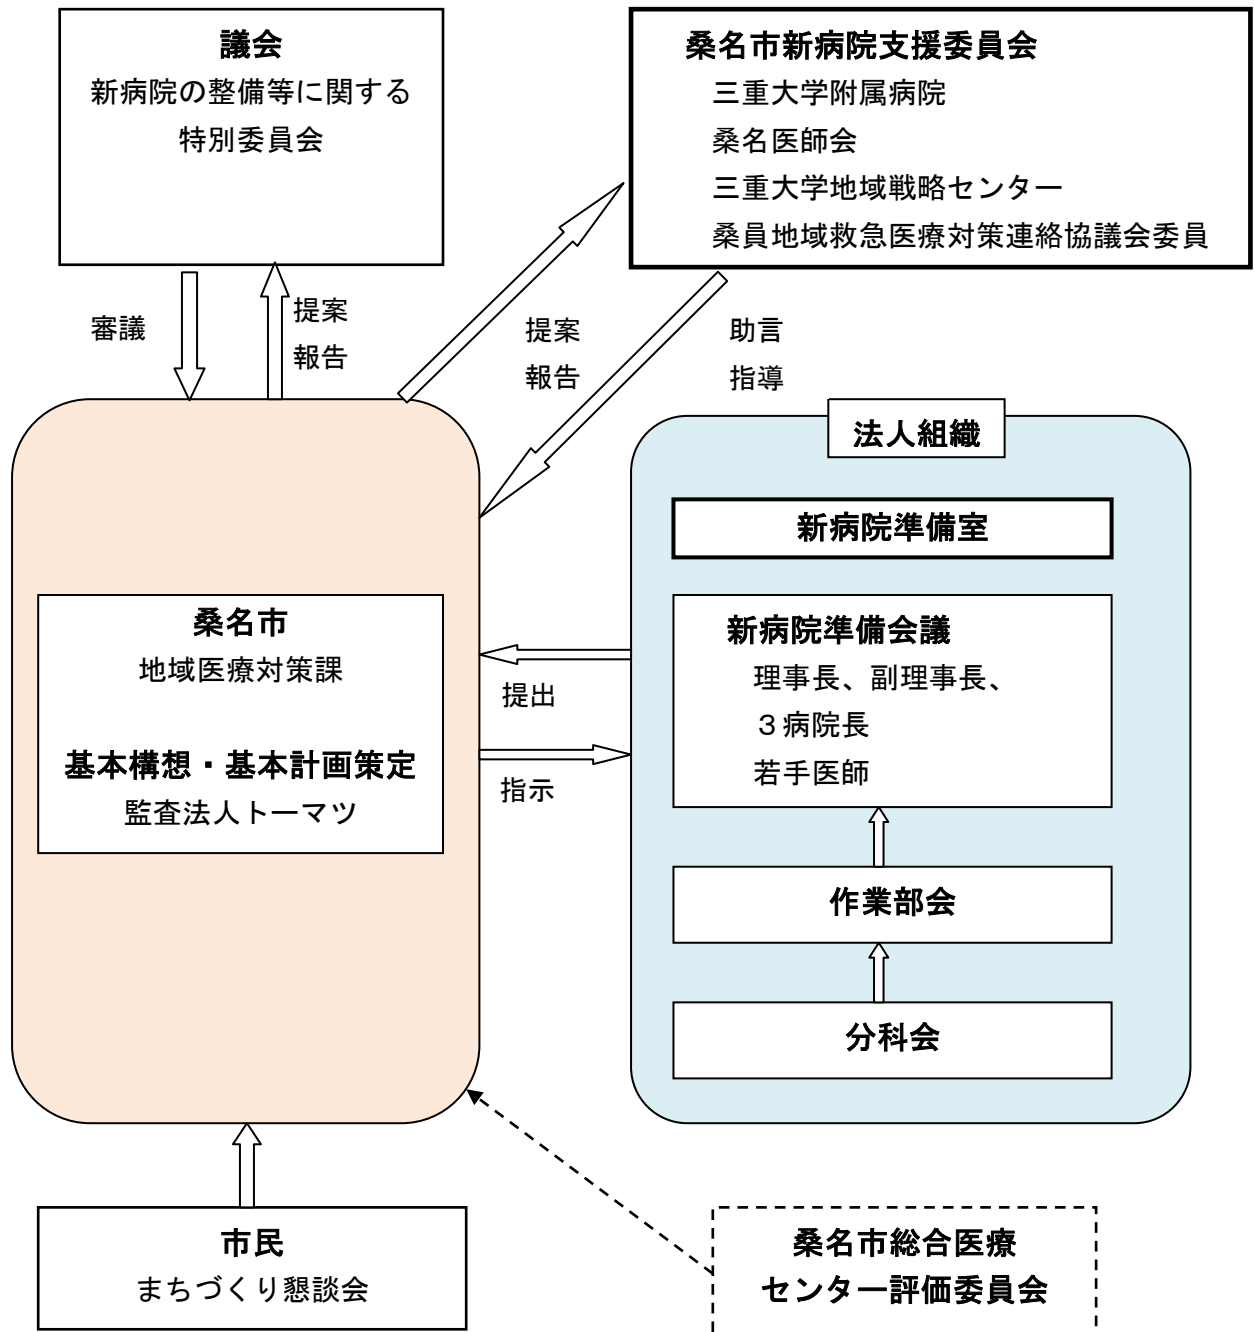 議会
新病院の整備等に関する
特別委員会
桑名市新病院支援委員会
三重大学附属病院
桑名医師会
三重大学地域戦略センター
桑員地域救急医療対策連絡協議会委員
審議
提案
報告
提案
報告
助言
指導
法人組織
新病院準備室
桑名市
地域医療対策課
基本構想・基本計画策定
監査法人トーマツ
提出
指示
新病院準備会議
理事長、副理事長、
３病院長
若手医師
作業部会
分科会
市民
まちづくり懇談会
桑名市総合医療
センター評価委員会